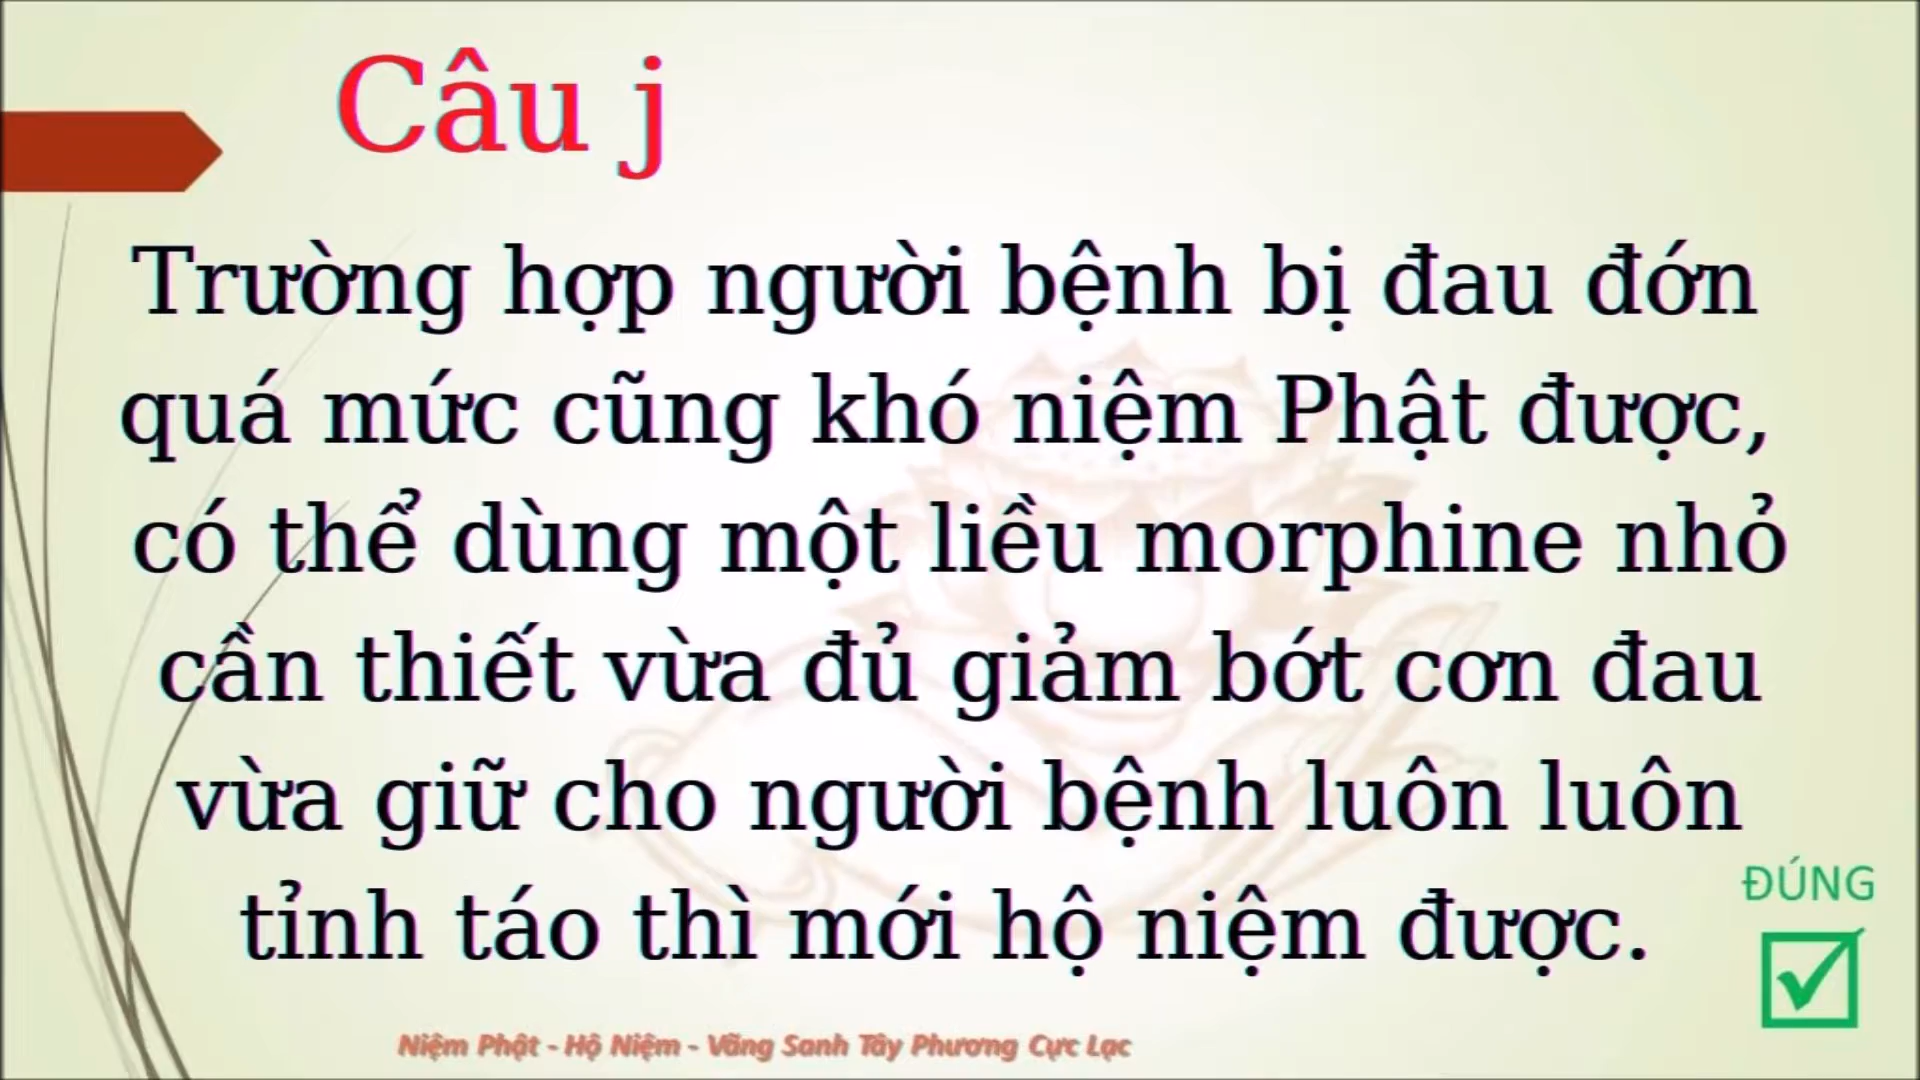 Câu j
Trường hợp người bệnh bị đau đớn
quá mức cũng khó niệm Phật được,
có thể dùng một liều morphine nhỏ
cần thiết vừa đủ giảm bớt cơn đau
vừa giữ cho người bệnh luôn luôn
tỉnh táo thì mới hộ niệm được.
ĐÚNG
Niệm Phật - Hộ Niệm - Vãng Sanh Tây Phương Cực Lạc